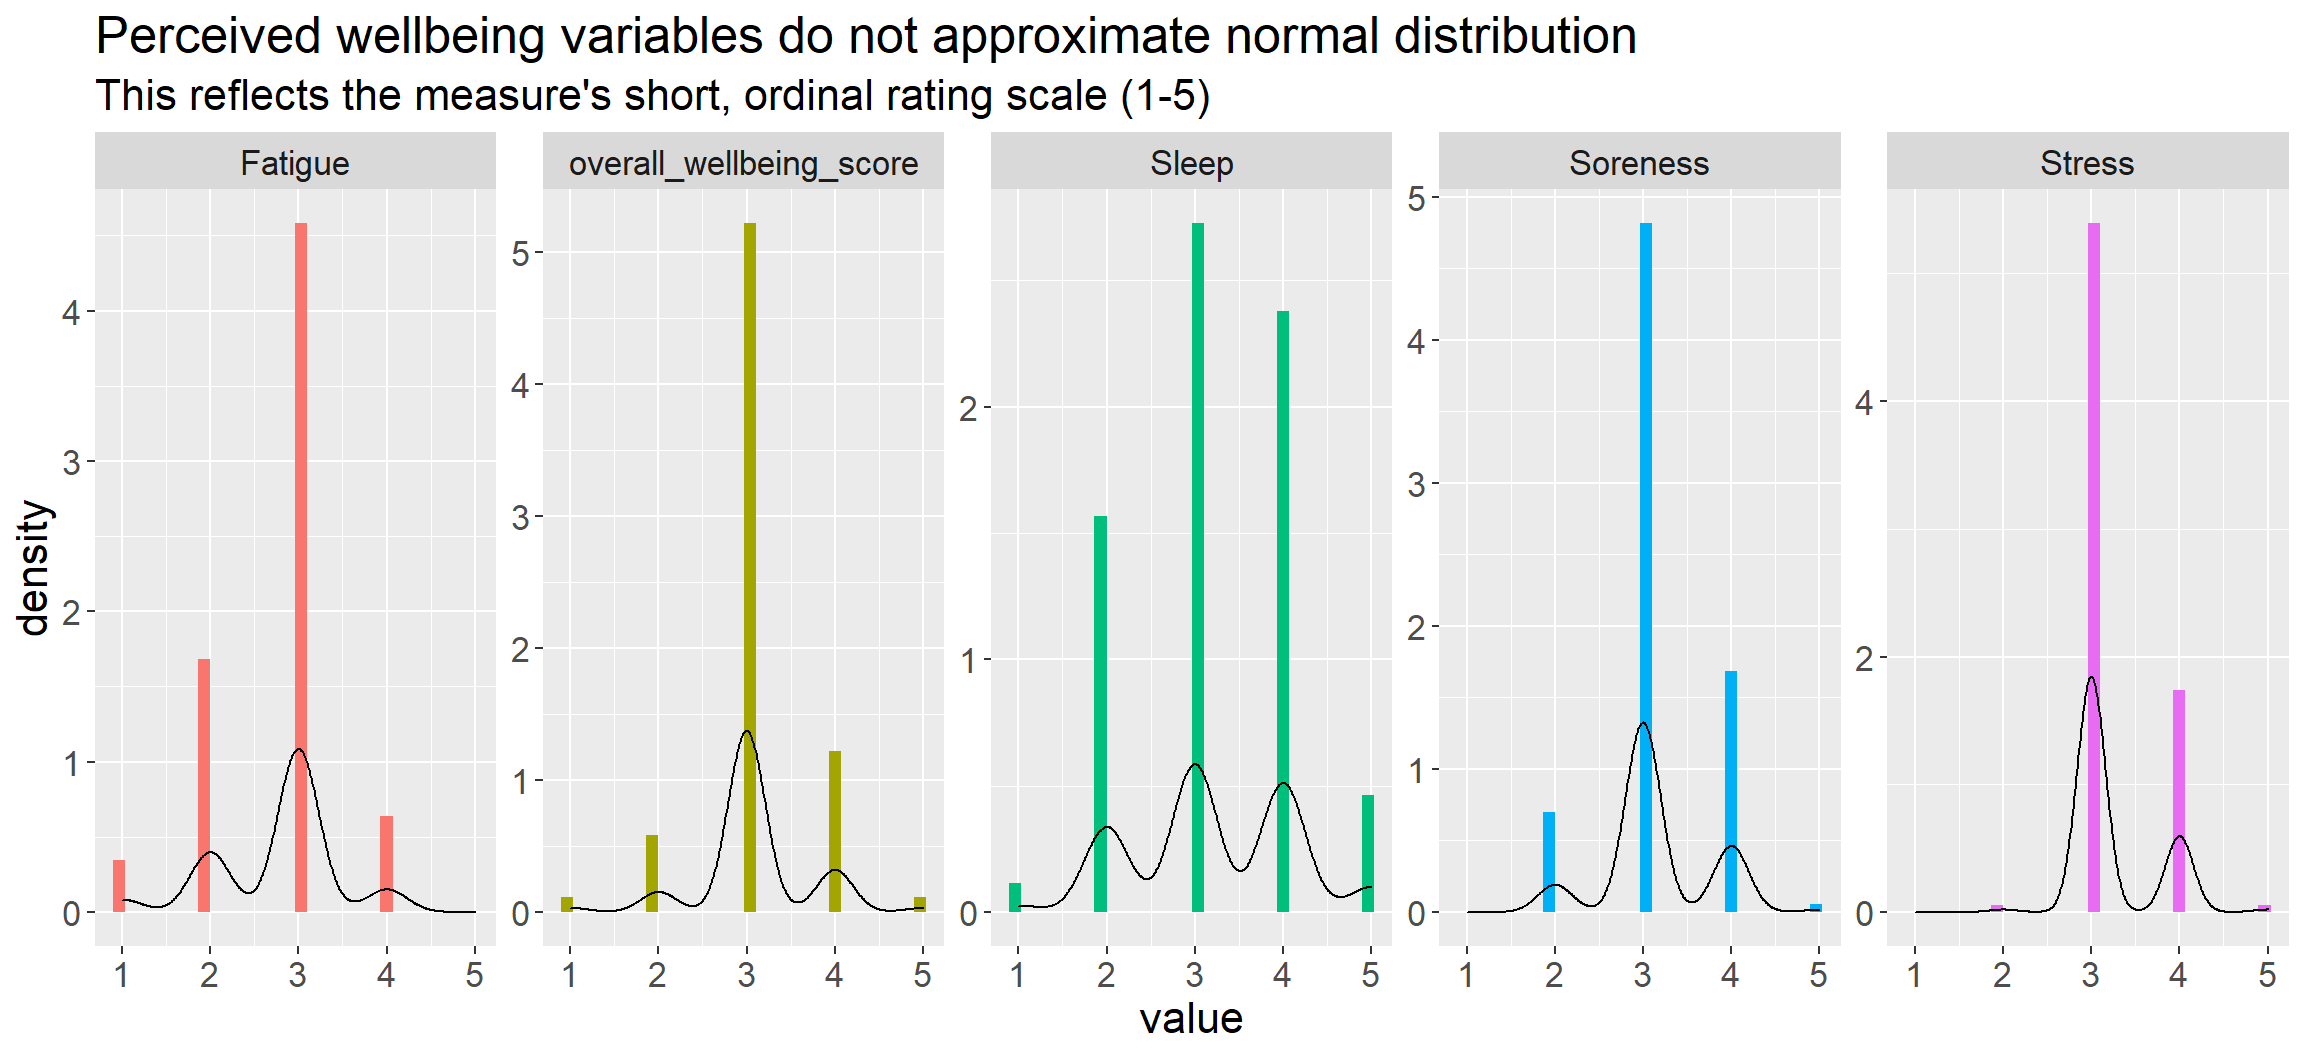 Perceived wellbeing variables do not approximate normal distribution
This reflects the measure's short, ordinal rating scale (1-5)
Fatigue
overall_wellbeing_score
Sleep
Soreness
Stress
density
4
3
2
1
0
5
4
3
2
1
0
2
1
0
5
4
3
2
1
0
4
2
0
1 2 3 4 5
1 2 3 4 5
1 2 3 4 5
1 2 3 4 5
1 2 3 4 5
value